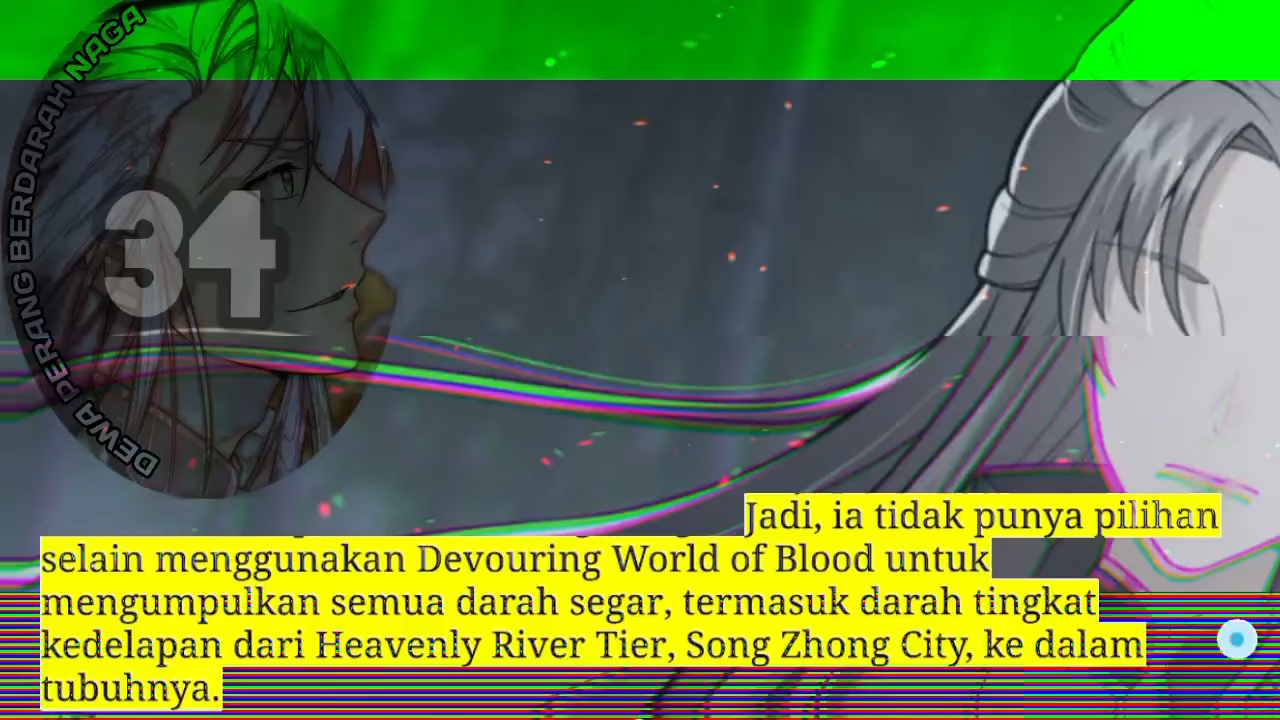 DEWA PERANG BERDARAH NAGA
34
Jadi, ia tidak punya pilihan
selain menggunakan Devouring World of Blood untuk
mengumpulkan semua darah segar, termasuk darah tingkat
kedelapan dari Heavenly River Tier, Song Zhong City, ke dalam
tubuhnya.